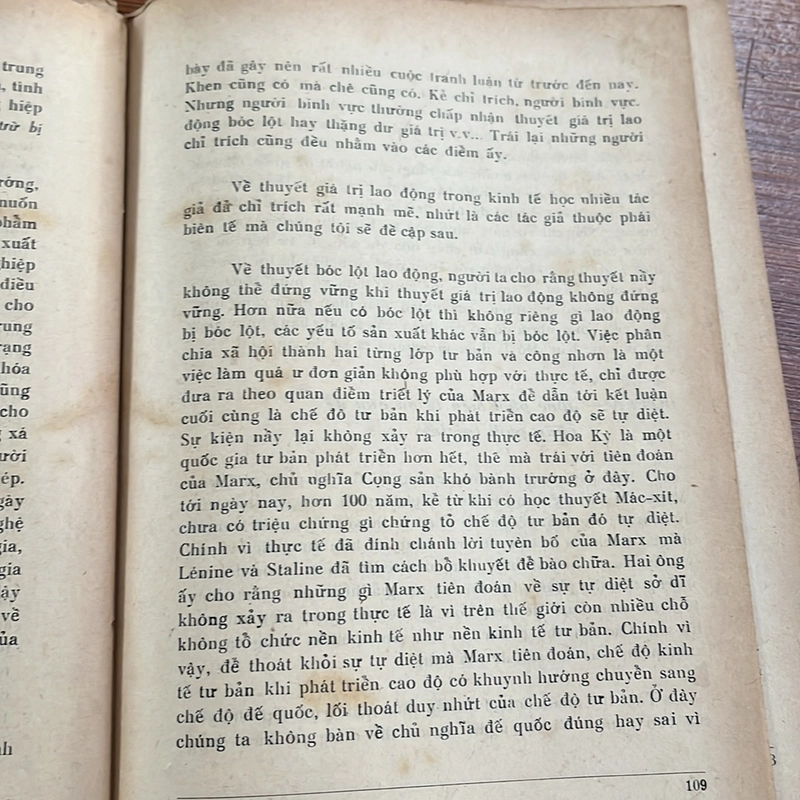 trung
, tinh
hiệp
trừ bị
rớng,
nuốn
phẩm
xuất
hiệp
điều
cho
rung
rạng
hóa
ũng
cho
g xá
ười
ép.
gày
ghệ
gia,
gia
ậy
về
ủa
nh
bày đã gây nên rất nhiều cuộc tranh luận từ trước đến nay.
Khen cũng có mà chê cũng có. Kẻ chỉ trích, người binh vực.
Nhưng người binh vực thường chấp nhận thuyết giá trị lao
động bóc lột hay thặng dư giá trị v.v... Trái lại những người
chỉ trích cũng đều nhằm vào các điểm ấy.
Về thuyết giá trị lao động trong kinh tế học nhiều tác
giả đã chỉ trích rất mạnh mẽ, nhứt là các tác giả thuộc phái
biên tế mà chúng tôi sẽ đề cập sau.
Về thuyết bóc lột lao động, người ta cho rằng thuyết nầy
không thể đứng vững khi thuyết giá trị lao động không đứng
vững. Hơn nữa nếu có bóc lột thì không riêng gì lao động
bị bóc lột, các yếu tố sản xuất khác vẫn bị bóc lột. Việc phân
chia xã hội thành hai từng lớp tư bản và công nhơn là một
việc làm quá ư đơn giản không phù hợp với thực tế, chỉ được
đưa ra theo quan điểm triết lý của Marx để dẫn tới kết luận
cuối cùng là chế đô tư bản khi phát triển cao độ sẽ tự diệt.
Sự kiện nầy lại không xảy ra trong thực tế. Hoa Kỳ là một
quốc gia tư bản phát triển hơn hết, thế mà trái với tiên đoán
của Marx, chủ nghĩa Cọng sản khó bành trướng ở đây. Cho
tới ngày nay, hơn 100 năm, kể từ khi có học thuyết Mác-xít,
chưa có triệu chứng gì chứng tỏ chế độ tư bản đó tự diệt.
Chính vì thực tế đã đính chánh lời tuyên bố của Marx mà
Lénine và Staline đã tìm cách bổ khuyết để bào chữa. Hai ông
ấy cho rằng những gì Marx tiên đoán về sự tự diệt sở dĩ
không xảy ra trong thực tế là vì trên thế giới còn nhiều chỗ
không tổ chức nền kinh tế như nền kinh tế tư bản. Chính vì
vậy, để thoát khỏi sự tự diệt mà Marx tiên đoán, chế độ kinh
tế tư bản khi phát triển cao độ có khuynh hướng chuyển sang
chế độ đế quốc, lối thoát duy nhứt của chế độ tư bản. Ở đây
chúng ta không bàn về chủ nghĩa đế quốc đúng hay sai vì
109